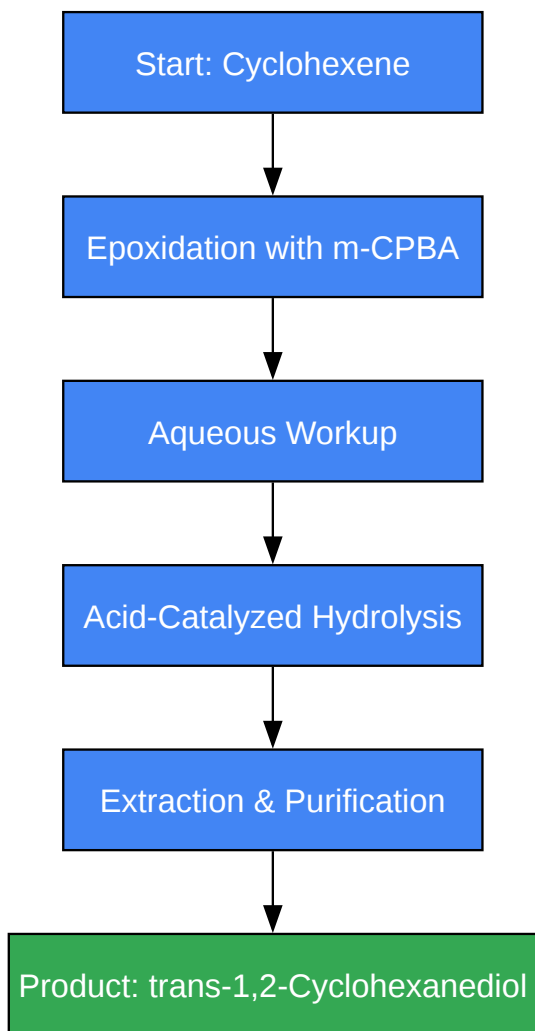 Start: Cyclohexene
Epoxidation with m-CPBA
Aqueous Workup
Acid-Catalyzed Hydrolysis
Extraction & Purification
Product: trans-1,2-Cyclohexanediol